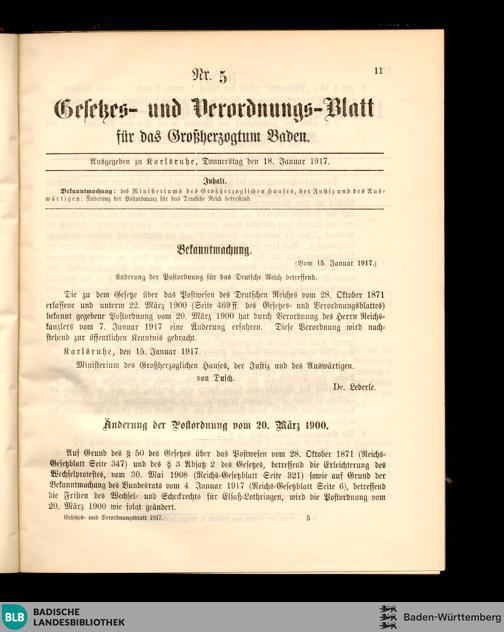 Nr. 5
11
Gesetzes- und Verordnungs-Blatt
für das Großherzogtum Baden.
Ausgegeben zu Karlsruhe, Donnerstag den 18. Januar 1917.
Inhalt.
Bekanntmachung: des Ministeriums des Großherzoglichen Hauses, der Justiz und des Aus-
wärtigen: Änderung der Postordnung für das Deutsche Reich betreffend.
Bekanntmachung.
(Vom 15. Januar 1917.)
Änderung der Postordnung für das Deutsche Reich betreffend.
Die zu dem Gesetze über das Postwesen des Deutschen Reiches vom 28. Oktober 1871
erlassene und unterm 22. März 1900 (Seite 469 ff. des Gesetzes- und Verordnungsblattes)
bekannt gegebene Postordnung vom 20. März 1900 hat durch Verordnung des Herrn Reichs-
kanzlers vom 7. Januar 1917 eine Änderung erfahren. Diese Verordnung wird nach-
stehend zur öffentlichen Kenntnis gebracht.
Karlsruhe, den 15. Januar 1917.
Ministerium des Großherzoglichen Hauses, der Justiz und des Auswärtigen.
von Dusch.
Dr. Lederle.
Änderung der Postordnung vom 20. März 1900.
Auf Grund des § 50 des Gesetzes über das Postwesen vom 28. Oktober 1871 (Reichs-
Gesetzblatt Seite 347) und des § 3 Absatz 2 des Gesetzes, betreffend die Erleichterung des
Wechselprotestes, vom 30. Mai 1908 (Reichs-Gesetzblatt Seite 321) sowie auf Grund der
Bekanntmachung des Bundesrats vom 4. Januar 1917 (Reichs-Gesetzblatt Seite 6), betreffend
die Fristen des Wechsel- und Scheckrechts für Elsaß-Lothringen, wird die Postordnung vom
20. März 1900 wie folgt geändert.
Gesetzes- und Verordnungsblatt 1917.
5
BLB
BADISCHE
LANDESBIBLIOTHEK
Baden-Württemberg